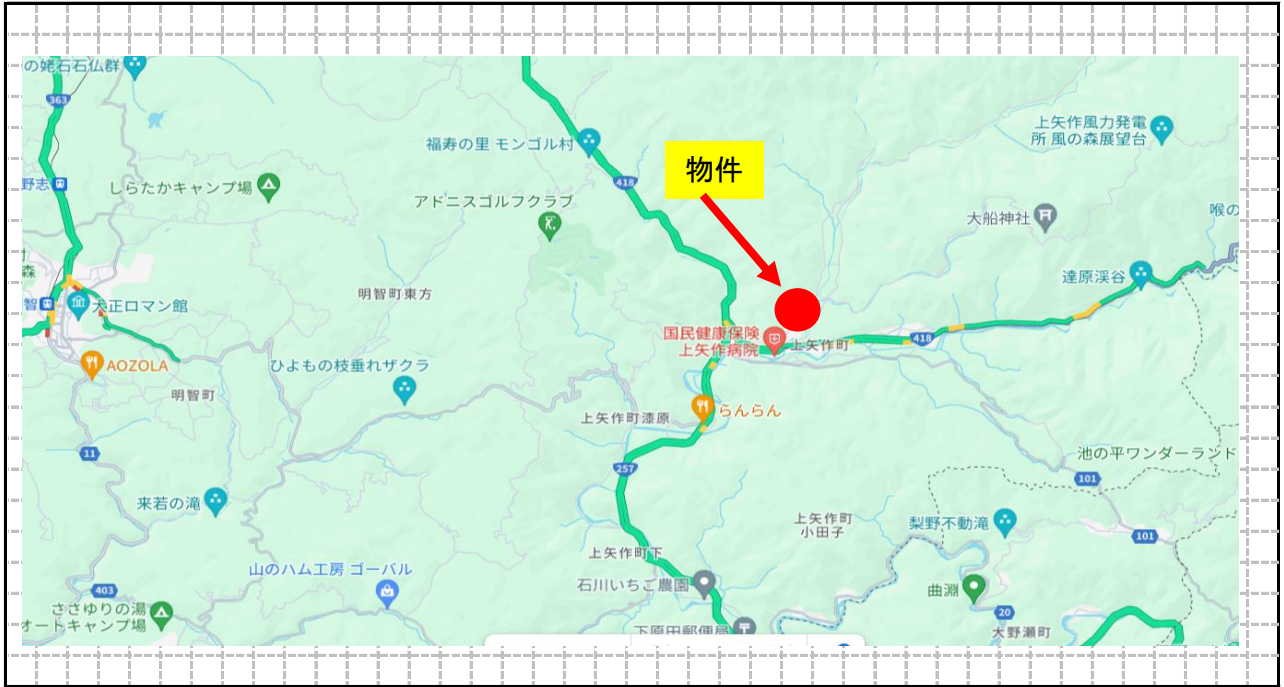 の姥石石仏群
363
福寿の里 モンゴル村
上矢作風力発電
所 風の森展望台
物件
野志
しらたかキャンプ場
418
アドニスゴルフクラブ
大船神社
喉の
森
達原渓谷
智
大正ロマン館
明智町東方
国民健康保険
上矢作病院
上矢作町
418
AOZOLA
ひよもの枝垂れザクラ
明智町
上矢作町漆原
らんらん
11
257
池の平ワンダーランド
101
来若の滝
上矢作町
小田子
梨野不動滝
101
上矢作町下
山のハム工房 ゴーバル
石川いちご農園
曲淵
403
ささゆりの湯
オートキャンプ場
20
下原田郵便局
大野瀬町